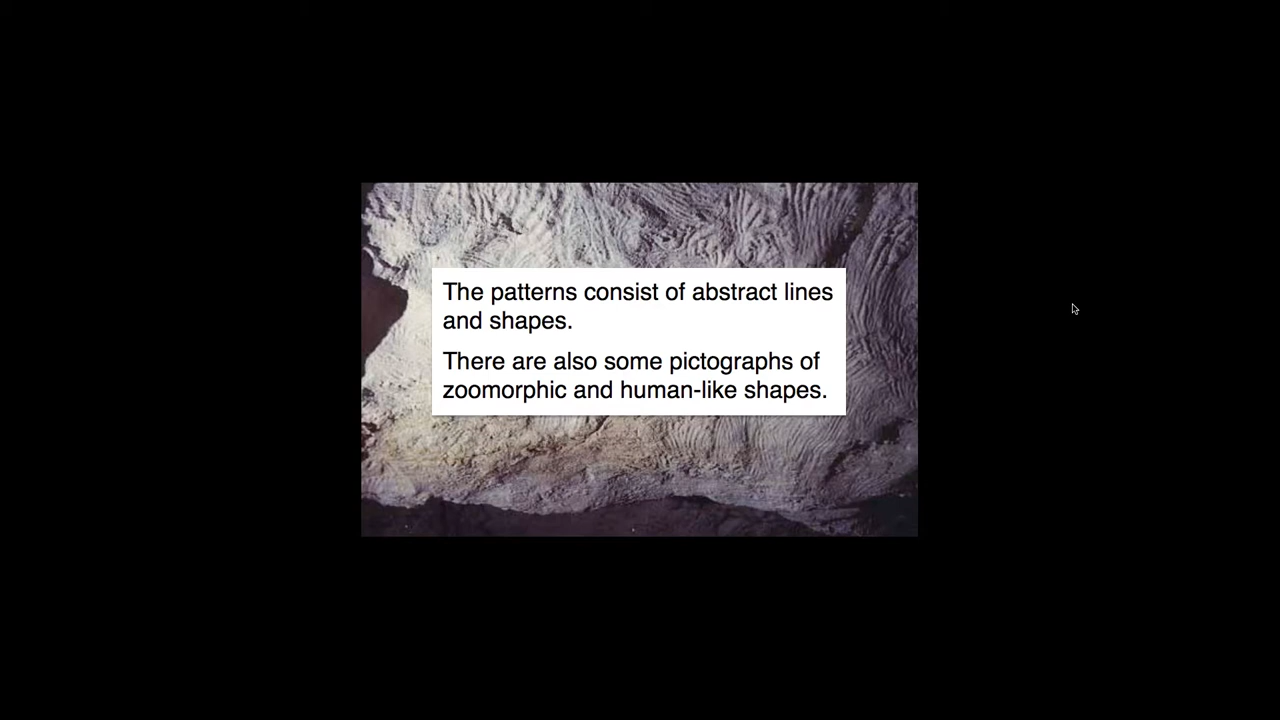 The patterns consist of abstract lines
and shapes.
There are also some pictographs of
zoomorphic and human-like shapes.